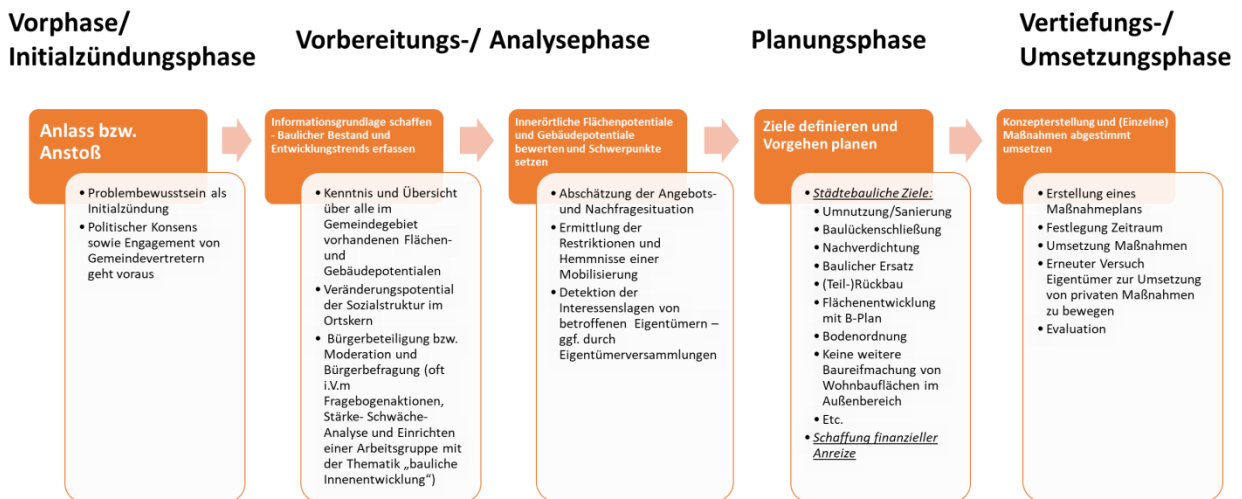 Vorphase/
Initialzündungsphase
Vorbereitungs-/ Analysephase
Planungsphase
Vertiefungs-/
Umsetzungsphase
Anlass bzw.
Anstoß
• Problembewusstsein als
Initialzündung
• Politischer Konsens
sowie Engagement von
Gemeindevertretern
geht voraus
Informationsgrundlage schaffen
- Baulicher Bestand und
Entwicklungstrends erfassen
• Kenntnis und Übersicht
über alle im
Gemeindegebiet
vorhandenen Flächen-
und
Gebäudepotentialen
• Veränderungspotential
der Sozialstruktur im
Ortskern
• Bürgerbeteiligung bzw.
Moderation und
Bürgerbefragung (oft
i.V.m
Fragebogenaktionen,
Stärke- Schwäche-
Analyse und Einrichten
einer Arbeitsgruppe mit
der Thematik „bauliche
Innenentwicklung“)
Innerörtliche Flächenpotentiale
und Gebäudepotentiale
bewerten und Schwerpunkte
setzen
• Abschätzung der Angebots-
und Nachfragesituation
• Ermittlung der
Restriktionen und
Hemmnisse einer
Mobilisierung
• Detektion der
Interessenslagen von
betroffenen Eigentümern –
ggf. durch
Eigentümerversammlungen
Ziele definieren und
Vorgehen planen
• Städtebauliche Ziele:
• Umnutzung/Sanierung
• Baulückenschließung
• Nachverdichtung
• Baulicher Ersatz
• (Teil-)Rückbau
• Flächenentwicklung
mit B-Plan
• Bodenordnung
• Keine weitere
Baureifmachung von
Wohnbauflächen im
Außenbereich
• Etc.
• Schaffung finanzieller
Anreize
Konzepterstellung und (Einzelne)
Maßnahmen abgestimmt
umsetzen
• Erstellung eines
Maßnahmeplans
• Festlegung Zeitraum
• Umsetzung Maßnahmen
• Erneuter Versuch
Eigentümer zur Umsetzung
von privaten Maßnahmen
zu bewegen
• Evaluation